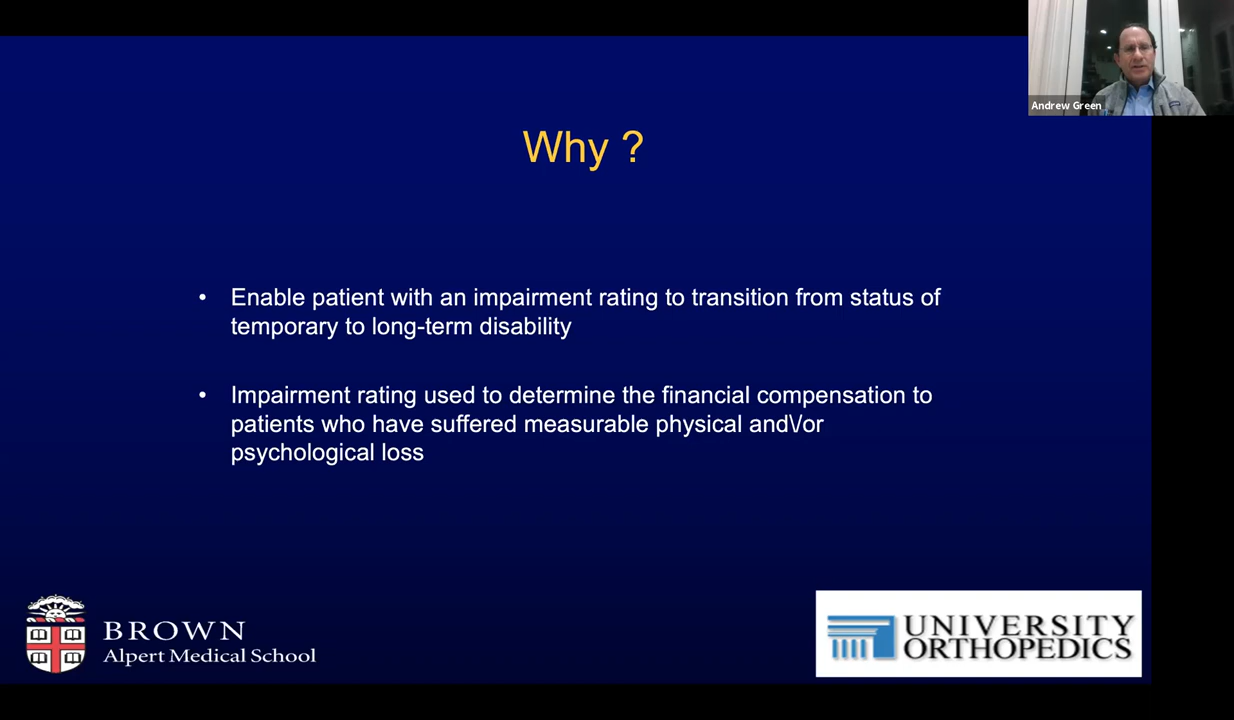 Andrew Green
Why ?
• Enable patient with an impairment rating to transition from status of
temporary to long-term disability
• Impairment rating used to determine the financial compensation to
patients who have suffered measurable physical and\/or
psychological loss
BROWN
Alpert Medical School
UNIVERSITY
ORTHOPEDICS